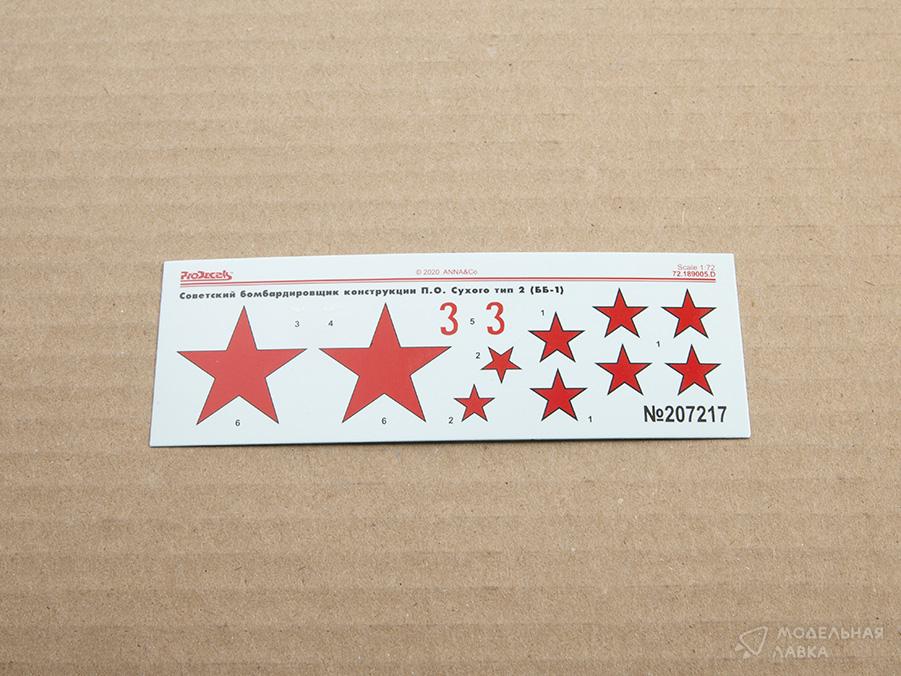 ProDecals
© 2020 ANNA&Co
Scale 1:72
72.189005.D
Советский бомбардировщик конструкции П.О. Сухого тип 2 (ББ-1)
3 4
3 5 3
1
2
1
6
6
2
1
№207217
МОДЕЛЬНАЯ
ЛАВКА